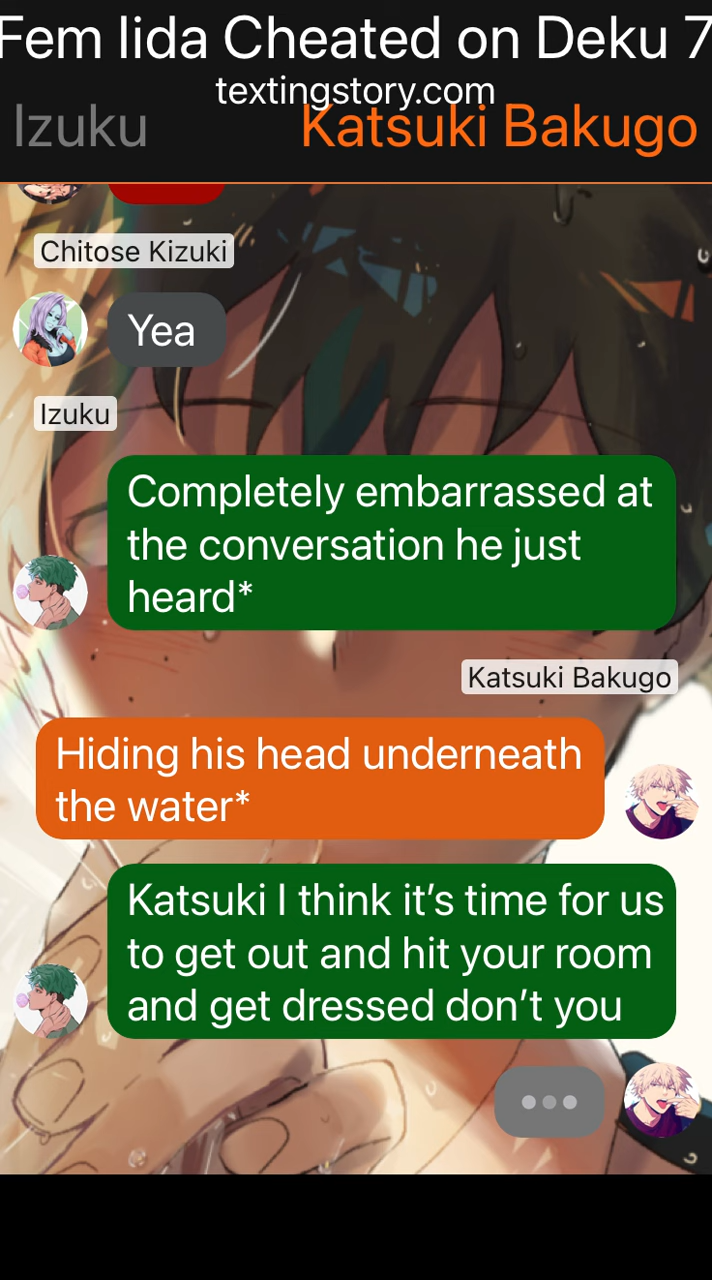 Fem Iida Cheated on Deku 7
textingstory.com
Izuku
Katsuki Bakugo
Chitose Kizuki
Yea
Izuku
Completely embarrassed at
the conversation he just
heard*
Katsuki Bakugo
Hiding his head underneath
the water*
Katsuki I think it’s time for us
to get out and hit your room
and get dressed don’t you